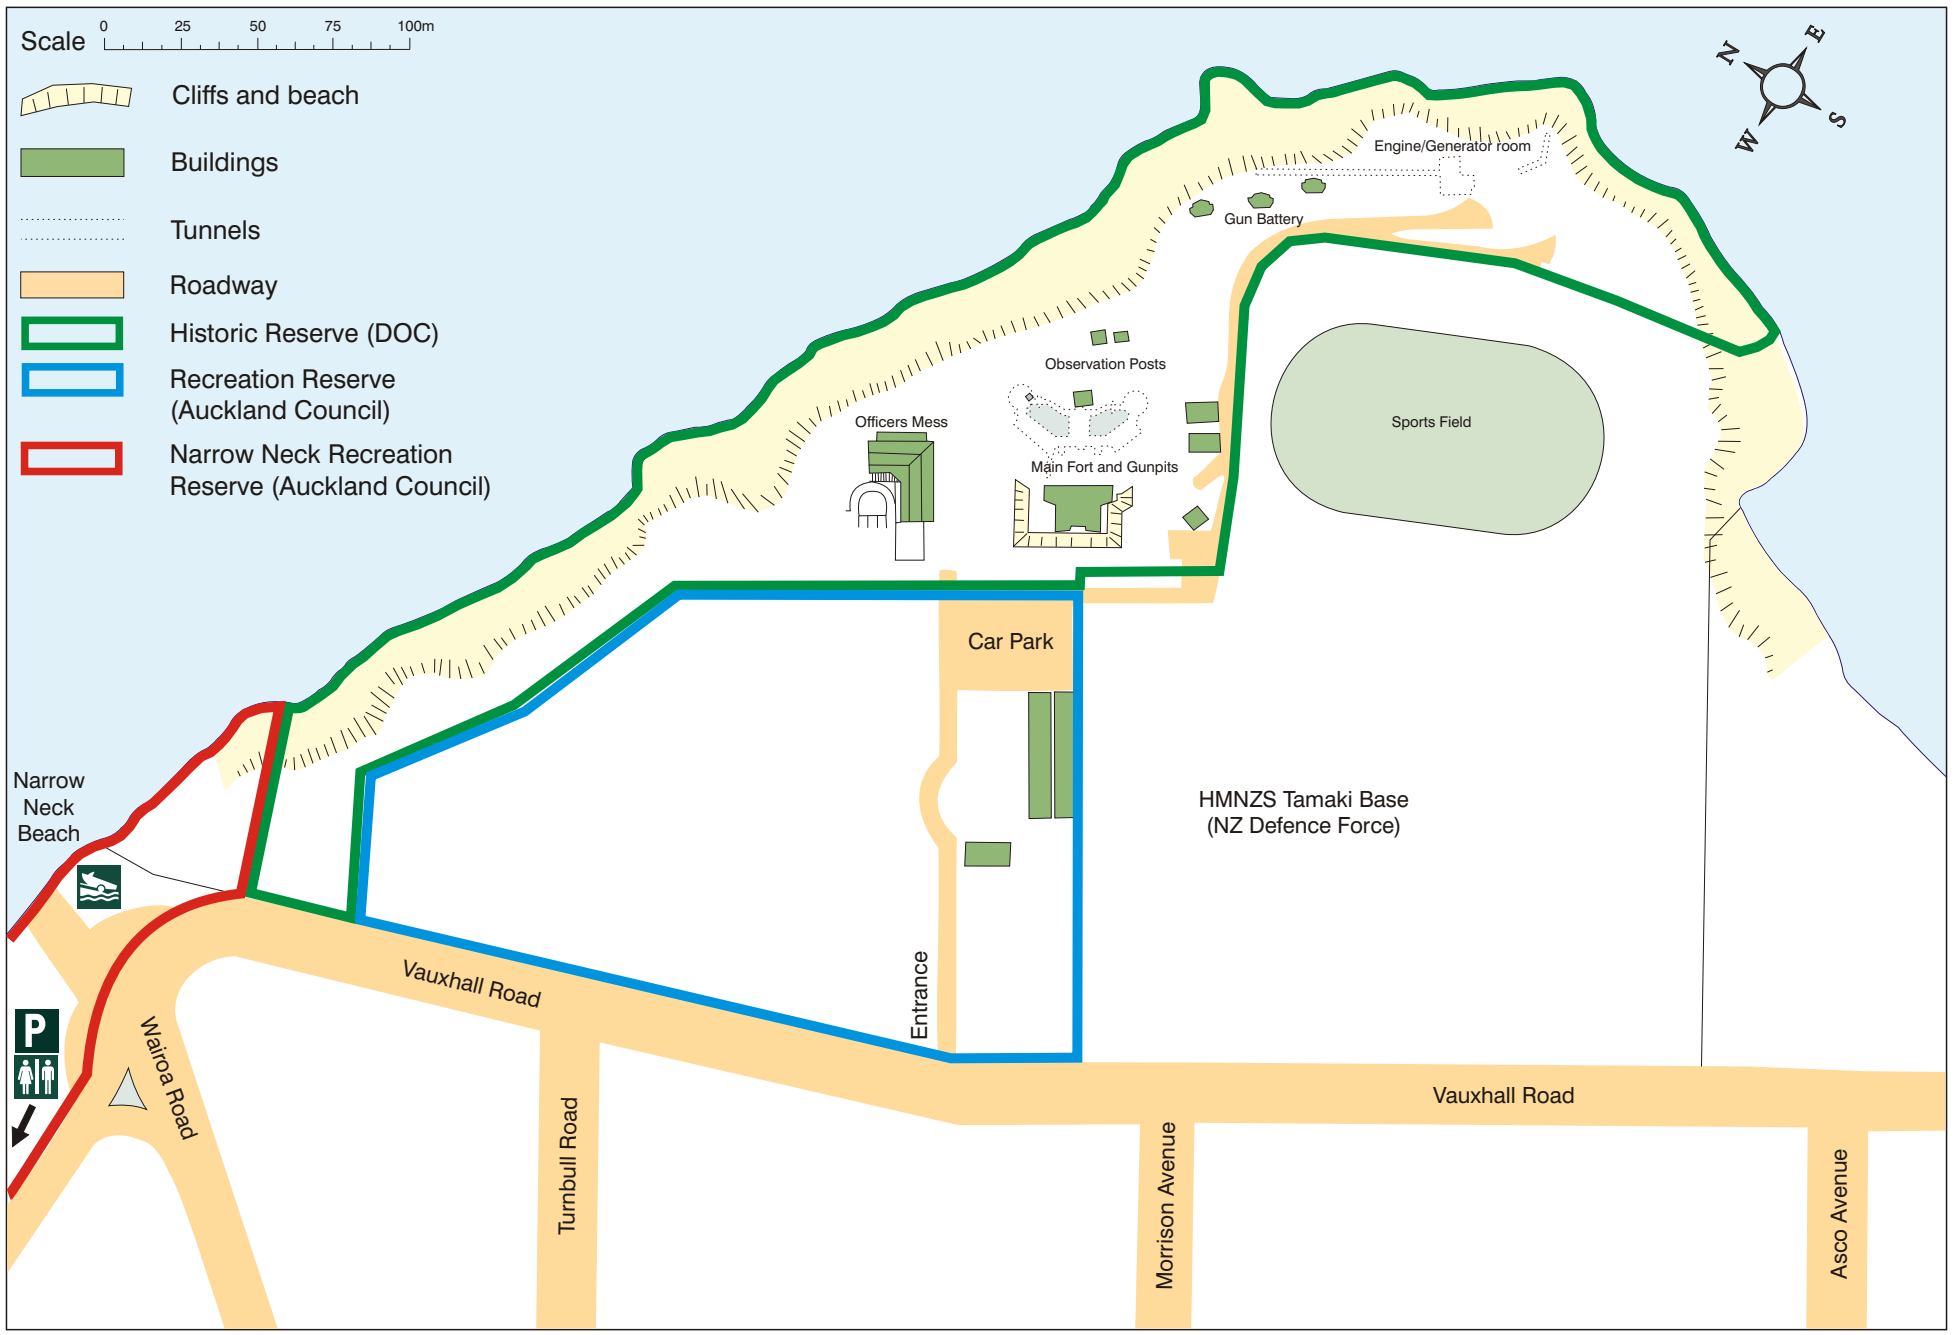 Scale
0 25 50 75 100m
Cliffs and beach
Buildings
Tunnels
Roadway
Historic Reserve (DOC)
Recreation Reserve
(Auckland Council)
Narrow Neck Recreation
Reserve (Auckland Council)
N
E
S
W
Engine/Generator room
Gun Battery
Observation Posts
Officers Mess
Main Fort and Gunpits
Sports Field
Car Park
Narrow
Neck
Beach
HMNZS Tamaki Base
(NZ Defence Force)
Entrance
Vauxhall Road
P
Wairoa Road
Vauxhall Road
Turnbull Road
Morrison Avenue
Asco Avenue